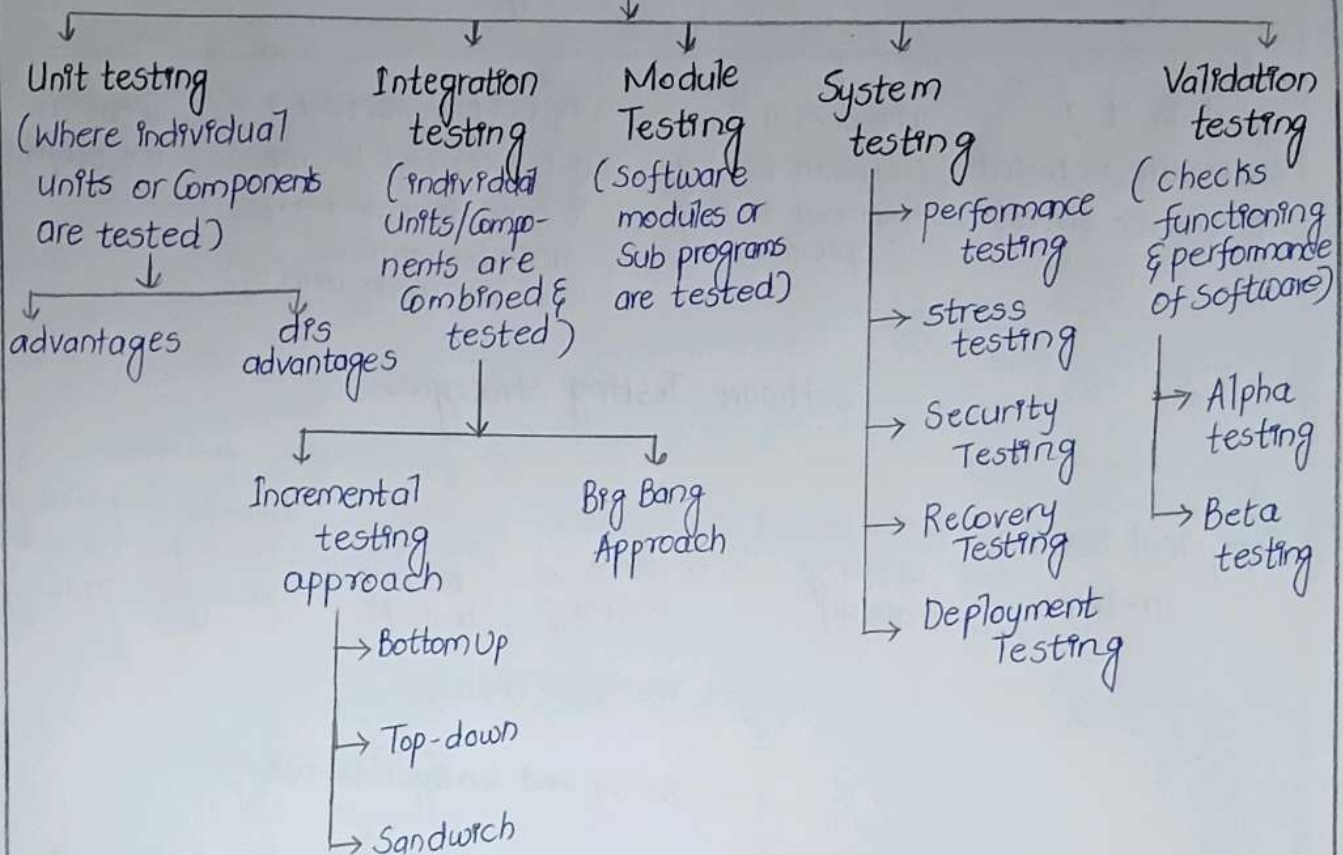 Unit testing
(Where individual
units or Components
are tested)
advantages
dis
advantages
Integration
testing
(individual
units/Compo-
nents are
Combined &
tested)
Incremental
testing
approach
Bottom Up
Top-down
Sandwich
Big Bang
Approach
Module
Testing
(Software
modules or
Sub programs
are tested)
System
testing
performance
testing
stress
testing
Security
Testing
Recovery
Testing
Deployment
Testing
Validation
testing
(checks
functioning
& performance
of software)
Alpha
testing
Beta
testing